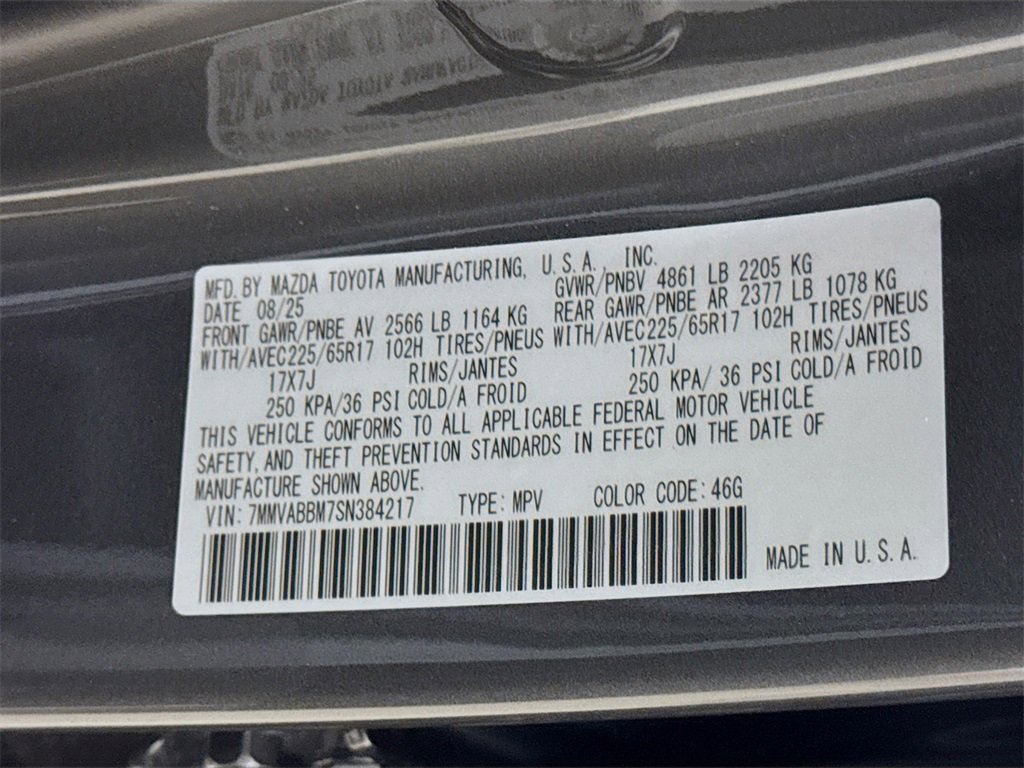 MFD. BY MAZDA TOYOTA MANUFACTURING, U.S.A., INC.
DATE 08/25 GVWR/PNBV 4861 LB 2205 KG
FRONT GAWR/PNBE AV 2566 LB 1164 KG REAR GAWR/PNBE AR 2377 LB 1078 KG
WITH/AVEC225/65R17 102H TIRES/PNEUS WITH/AVEC225/65R17 102H TIRES/PNEUS
17X7J RIMS/JANTES 17X7J RIMS/JANTES
250 KPA/36 PSI COLD/A FROID 250 KPA/ 36 PSI COLD/A FROID
THIS VEHICLE CONFORMS TO ALL APPLICABLE FEDERAL MOTOR VEHICLE
SAFETY, AND THEFT PREVENTION STANDARDS IN EFFECT ON THE DATE OF
MANUFACTURE SHOWN ABOVE.
VIN: 7MMVABBM7SN384217 TYPE: MPV COLOR CODE: 46G
MADE IN U.S.A.